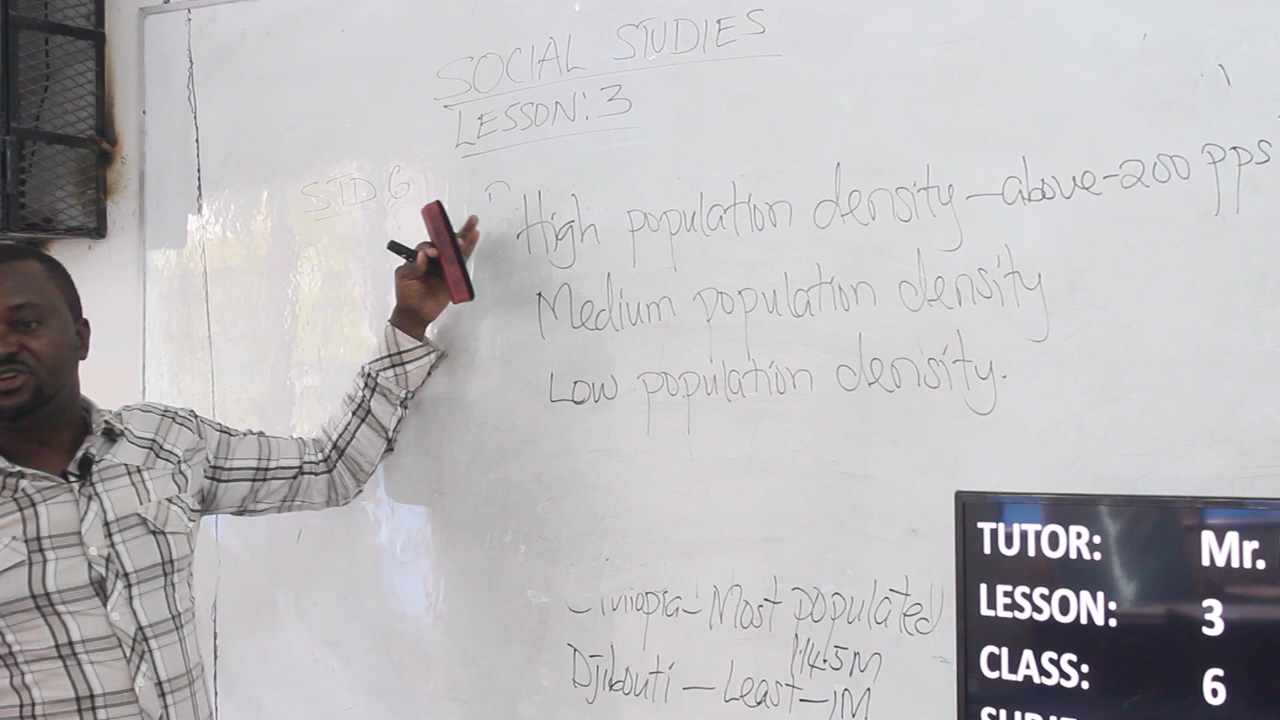 SOCIAL STUDIES
LESSON: 3
STD 6
High population density – above – 200 pps
Medium population density
Low population density.
– Most populated
114.5M
Djibouti – Least – 1M
TUTOR: Mr.
LESSON: 3
CLASS: 6